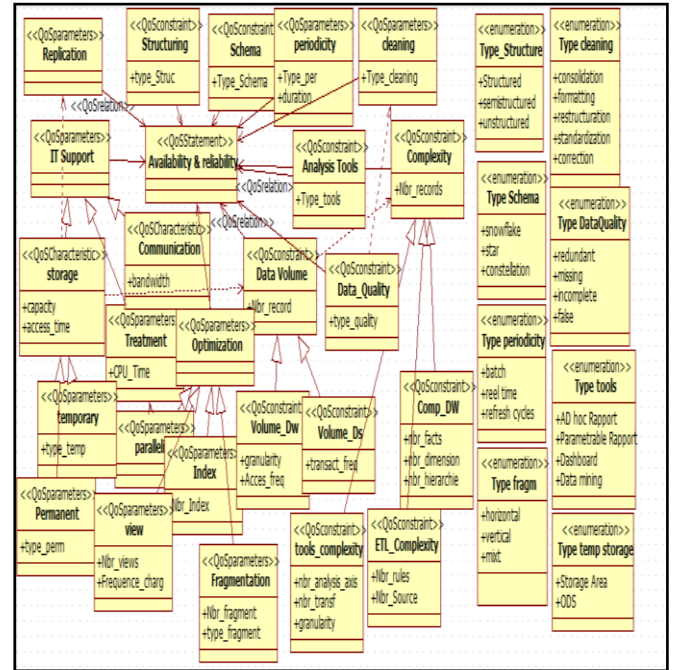 <<QoSparameters>>
Replication
<<QoSconstraint>>
Structuring
+type_Struc
<<QoSconstraint
Schema
+Type_Schema
<<QoSparameters>>
periodicity
+Type_per
+duration
<<QoSparameters>>
cleaning
+Type_cleaning
<<enumeration>>
Type_Structure
+Structured
+semistructured
+unstructured
<<enumeration>>
Type cleaning
+consolidation
+formatting
+restructuration
+standardization
+correction
<<QoSrelation>>
<<QoSparameters>>
IT Support
<<QoSStatement>>
Availability & reliability
<<QoSconstraint>>
Analysis Tools
+Type_tools
<<QoSconstraint>>
Complexity
+Nbr_records
<<QoSrelation>
<<QoSrelation>>
<<enumeration>>
Type Schema
+snowflake
+star
+constellation
<<enumeration>>
Type DataQuality
+redundant
+missing
+incomplete
+false
<<QoSCharacteristic>>
storage
+capacity
+access_time
<<QoSCharacteristic>>
Communication
+bandwidth
<<QoSconstraint>>
Data Volume
+Nbr_record
<<QoSconstraint>>
Data_Quality
+type_quality
<<QoSparameters
Treatment
+CPU_Time
<<QoSparameters>>
Optimization
<<enumeration>>
Type periodicity
+batch
+reel time
+refresh cycles
<<enumeration>>
Type tools
+AD hoc Rapport
+Parametrable Rapport
+Dashboard
+Data mining
<<QoSparameters>>
temporary
+type_temp
<<QoSparameters>>
paralleli
<<QoSparameters>>
Index
Nbr_Index
<<QoSconstraint
Volume_Dw
+granularity
+Acces_freq
<<QoSconstraint>>
Volume_Ds
+transact_freq
<<QoSconstraint>>
Comp_DW
+nbr_facts
+nbr_dimension
+nbr_hierarchie
<<enumeration>>
Type fragm
+horizontal
+vertical
+mixt
<<QoSparameters>>
Permanent
+type_perm
<<QoSparameters>>
view
+Nbr_views
+Frequence_charg
<<QoSparameters>>
Fragmentation
+Nbr_fragment
+type_fragment
<<QoSconstraint>>
tools_complexity
+nbr_analysis_axis
+nbr_transf
+granularity
<<QoSconstraint>>
ETL_Complexity
+Nbr_rules
+Nbr_Source
<<enumeration>>
Type temp storage
+Storage Area
+ODS